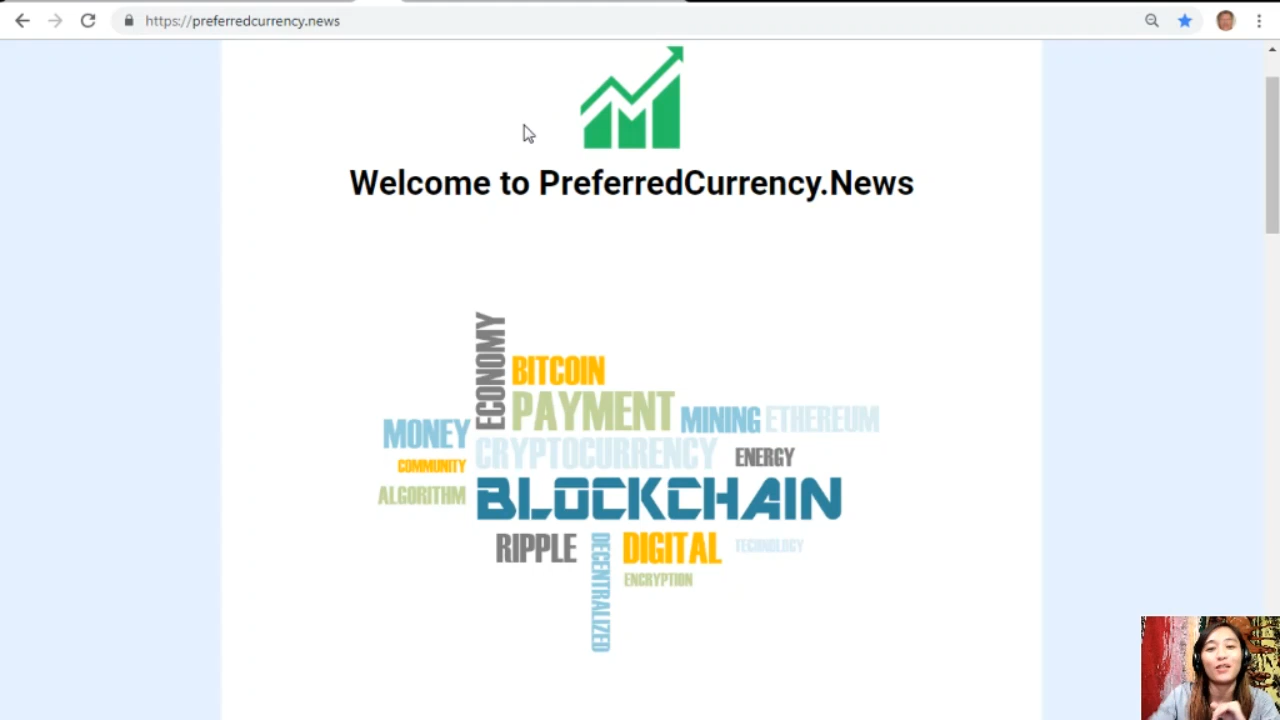 https://preferredcurrency.news
Welcome to PreferredCurrency.News
ECONOMY
BITCOIN
PAYMENT
MONEY
MINING ETHEREUM
CRYPTOCURRENCY
ENERGY
COMMUNITY
ALGORITHM
BLOCKCHAIN
RIPPLE
DECENTRALIZED
DIGITAL
TECHNOLOGY
ENCRYPTION